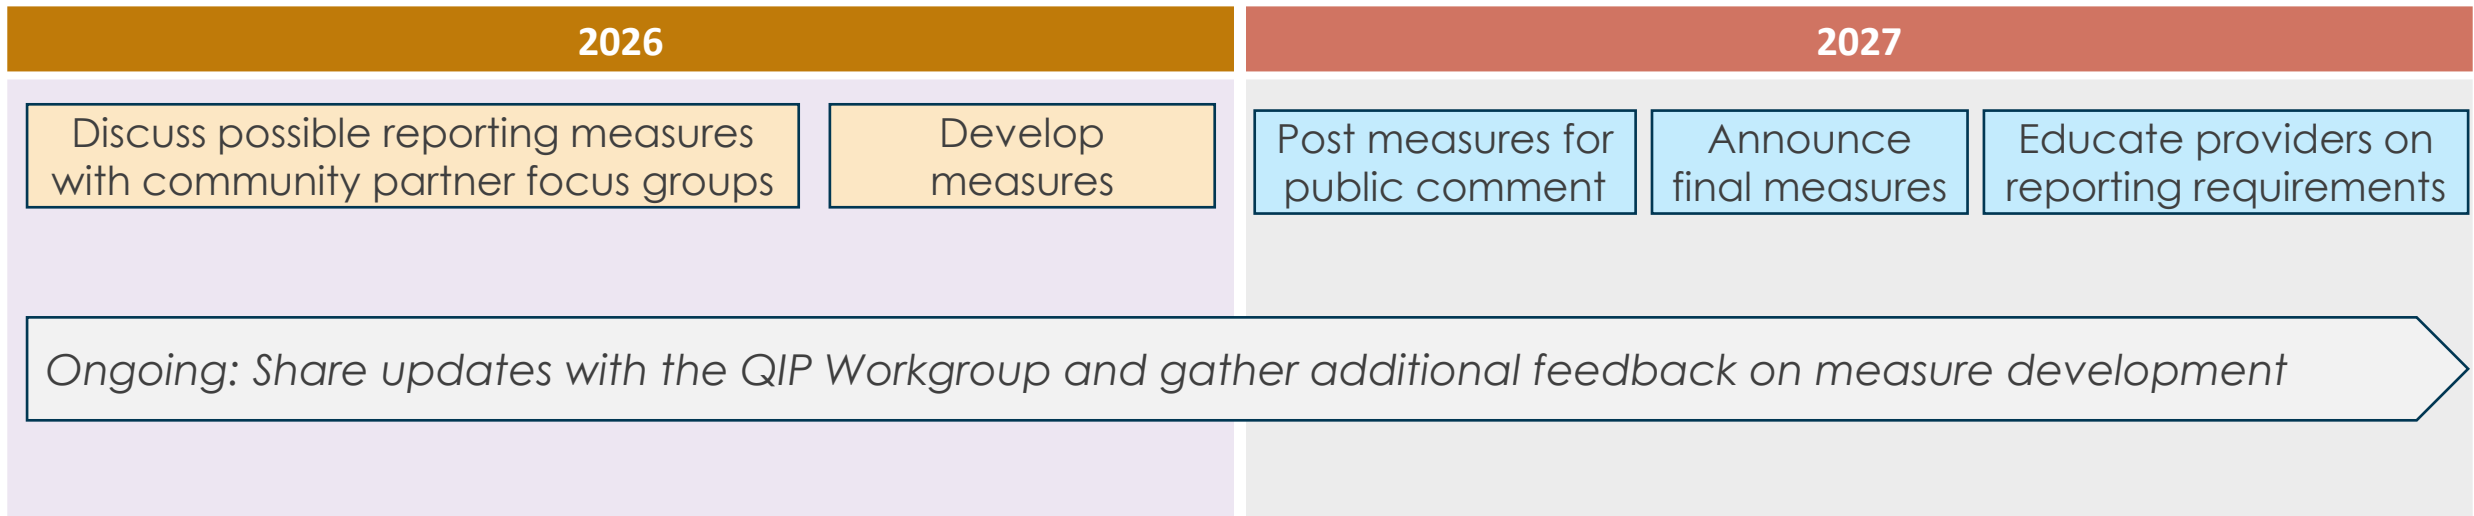 2026
2027
Discuss possible reporting measures
with community partner focus groups
Develop
measures
Post measures for
public comment
Announce
final measures
Educate providers on
reporting requirements
Ongoing: Share updates with the QIP Workgroup and gather additional feedback on measure development